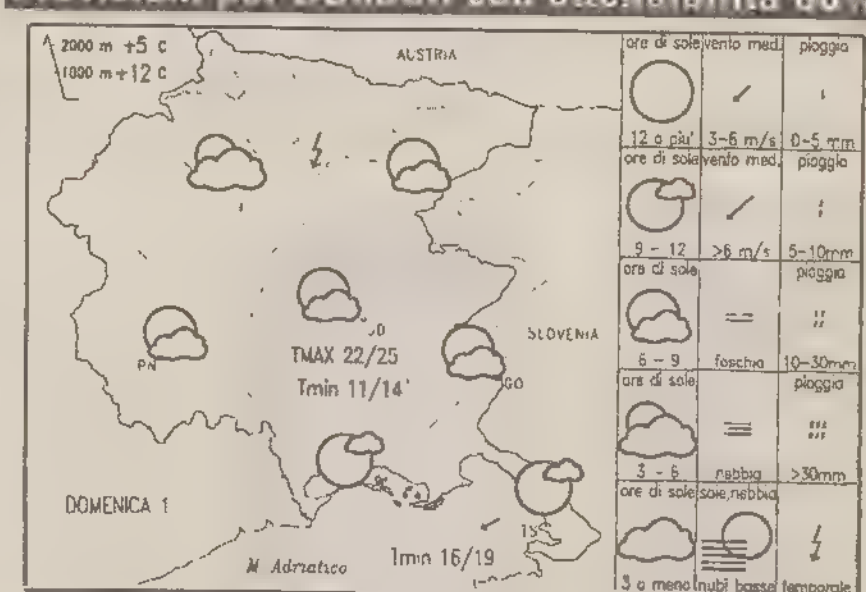 2000 m +5 C
1000 m +12 C
AUSTRIA
SLOVENIA
UD
PN
GO
TMAX 22/25
Tmin 11/14
DOMENICA 1
TS
Tmin 16/19
M Adriatico
ore di sole vento med. pioggia
12 o piu' 3-6 m/s 0-5 mm
ore di sole vento med. pioggia
9 - 12 >6 m/s 5-10mm
ore di sole pioggia
6 - 9 foschia 10-30mm
ore di sole pioggia
3 - 6 nebbia >30mm
ore di sole sole, nebbia
3 o meno nubi basse temporale